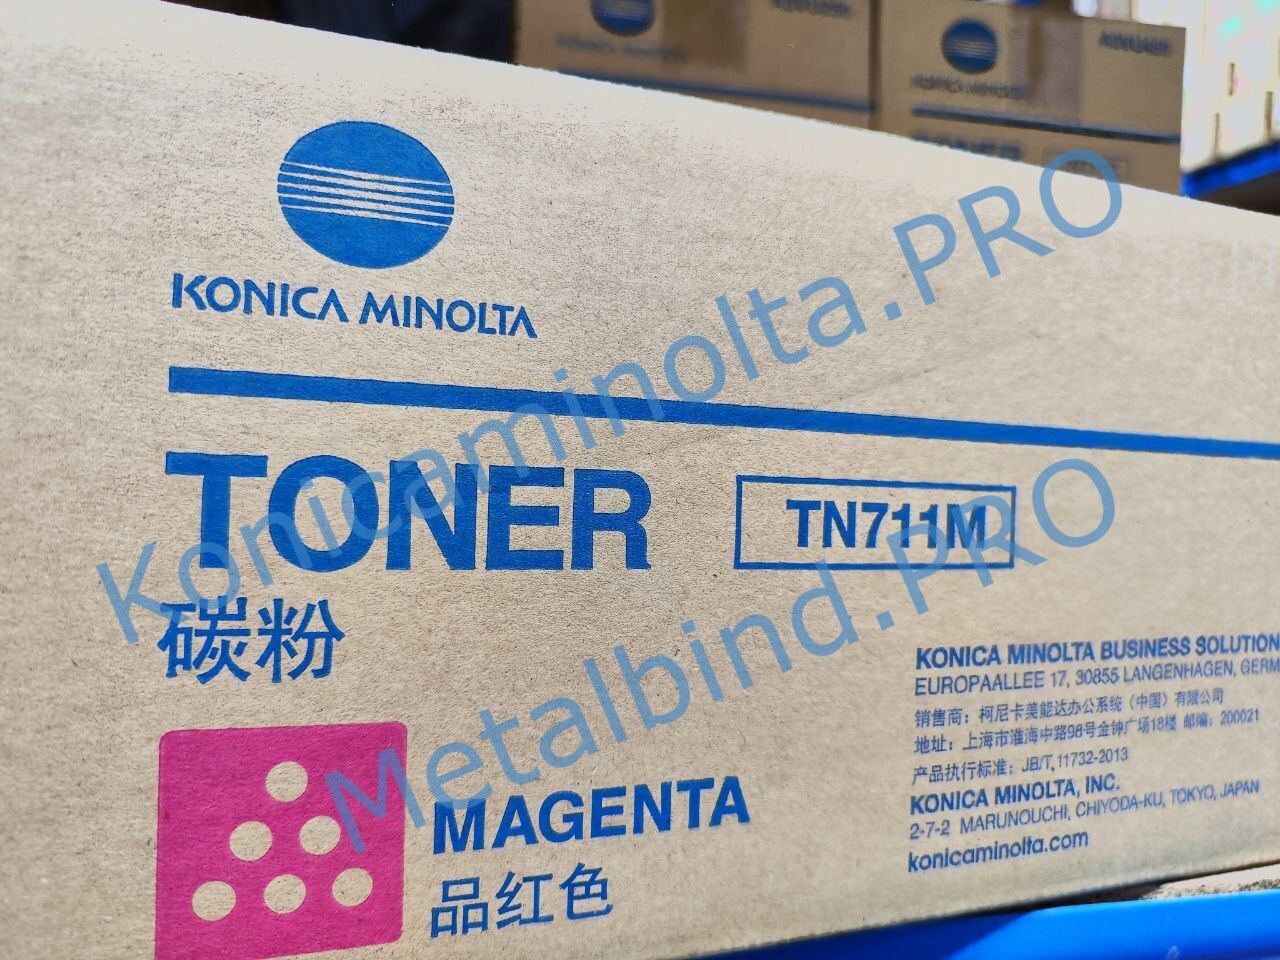 KONICA MINOLTA
KONICA MINOLTA
KONICA MINOLTA
TONER
TN711M
碳粉
MAGENTA
品红色
KONICA MINOLTA BUSINESS SOLUTION
EUROPAALLEE 17, 30855 LANGENHAGEN, GERM
销售商：柯尼卡美能达办公系统（中国）有限公司
地址：上海市淮海中路98号金钟广场18楼 邮编：200021
产品执行标准：JB/T,11732-2013
KONICA MINOLTA, INC.
2-7-2 MARUNOUCHI, CHIYODA-KU, TOKYO, JAPAN
konicaminolta.com
Konicaminolta.PRO
Metalbind.PRO